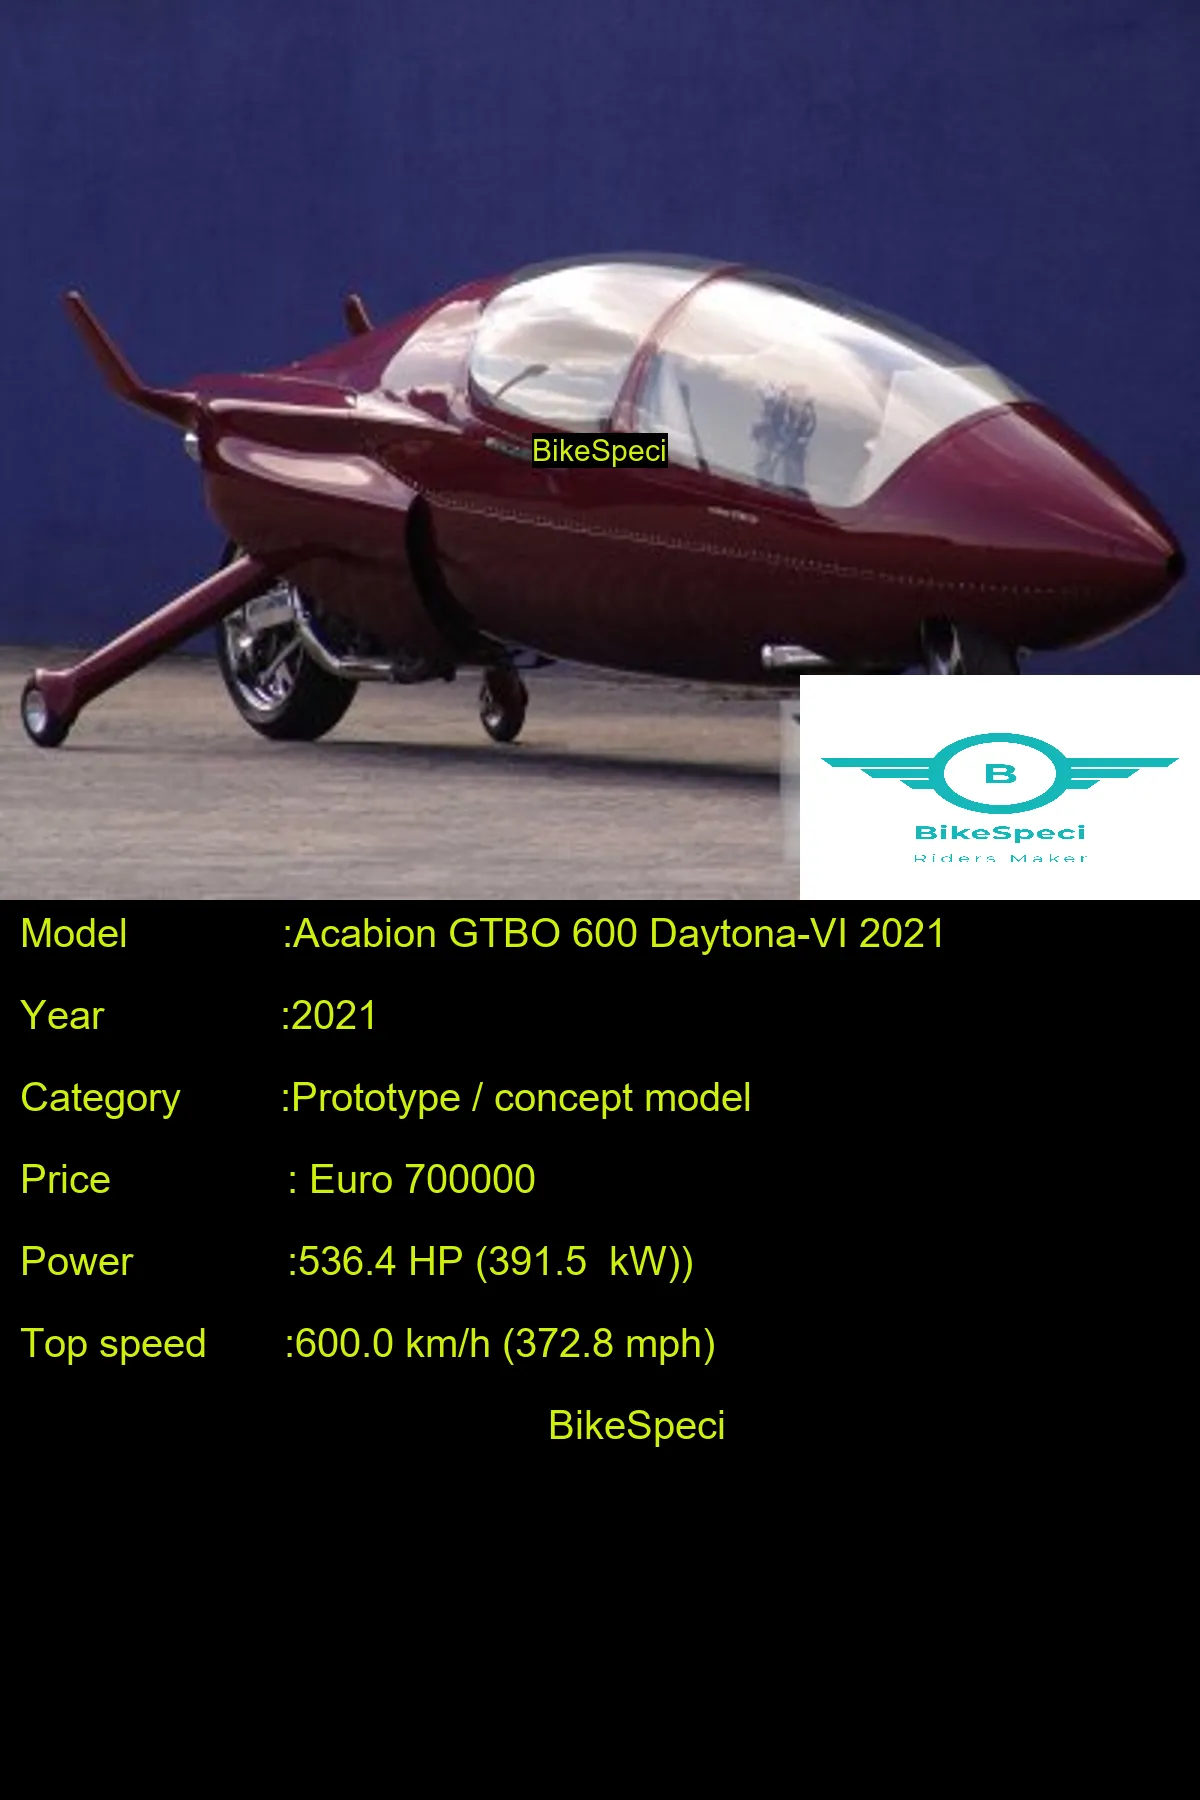 BikeSpeci
B
BikeSpeci
Riders Maker
Model :Acabion GTBO 600 Daytona-VI 2021
Year :2021
Category :Prototype / concept model
Price : Euro 700000
Power :536.4 HP (391.5 kW))
Top speed :600.0 km/h (372.8 mph)
BikeSpeci